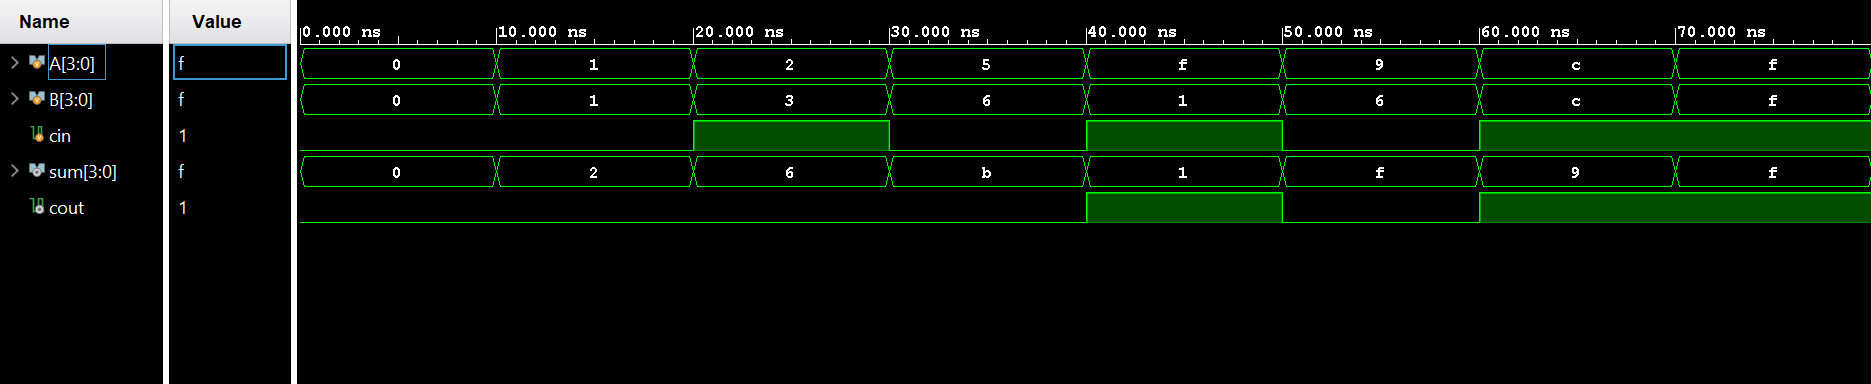 Name Value
0.000 ns 10.000 ns 20.000 ns 30.000 ns 40.000 ns 50.000 ns 60.000 ns 70.000 ns
A[3:0] f 0 1 2 5 f 9 c f
B[3:0] f 0 1 3 6 1 6 c f
cin 1
sum[3:0] f 0 2 6 b 1 f 9 f
cout 1